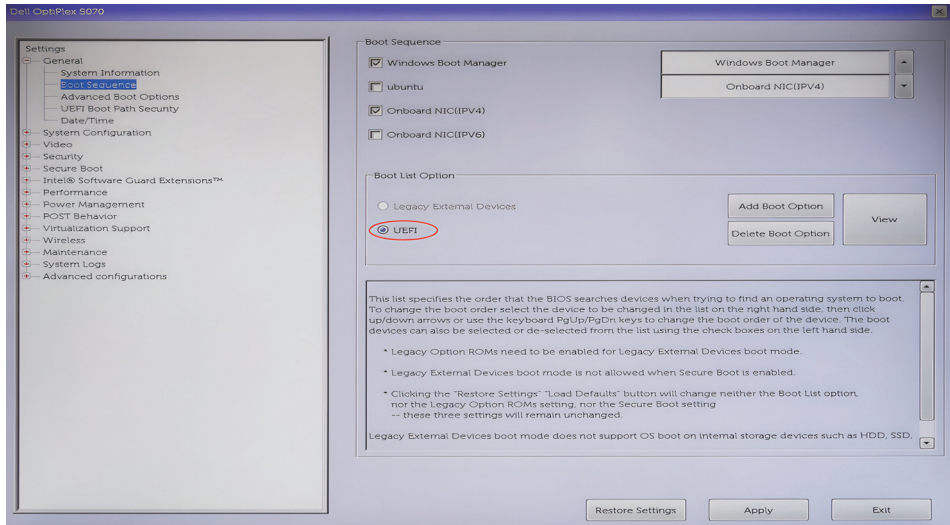 Dell OptiPlex 5070
Settings
General
System Information
Boot Sequence
Advanced Boot Options
UEFI Boot Path Security
Date/Time
System Configuration
Video
Security
Secure Boot
Intel® Software Guard Extensions™
Performance
Power Management
POST Behavior
Virtualization Support
Wireless
Maintenance
System Logs
Advanced configurations
Boot Sequence
Windows Boot Manager
ubuntu
Onboard NIC(IPV4)
Onboard NIC(IPV6)
Windows Boot Manager
Onboard NIC(IPV4)
Boot List Option
Legacy External Devices
UEFI
Add Boot Option
Delete Boot Option
View
This list specifies the order that the BIOS searches devices when trying to find an operating system to boot.
To change the boot order select the device to be changed in the list on the right hand side, then click
up/down arrows or use the keyboard PgUp/PgDn keys to change the boot order of the device. The boot
devices can also be selected or de-selected from the list using the check boxes on the left hand side.
* Legacy Option ROMs need to be enabled for Legacy External Devices boot mode.
* Legacy External Devices boot mode is not allowed when Secure Boot is enabled.
* Clicking the "Restore Settings" "Load Defaults" button will change neither the Boot List option,
nor the Legacy Option ROMs setting, nor the Secure Boot setting
-- these three settings will remain unchanged.
Legacy External Devices boot mode does not support OS boot on internal storage devices such as HDD, SSD,
Restore Settings
Apply
Exit